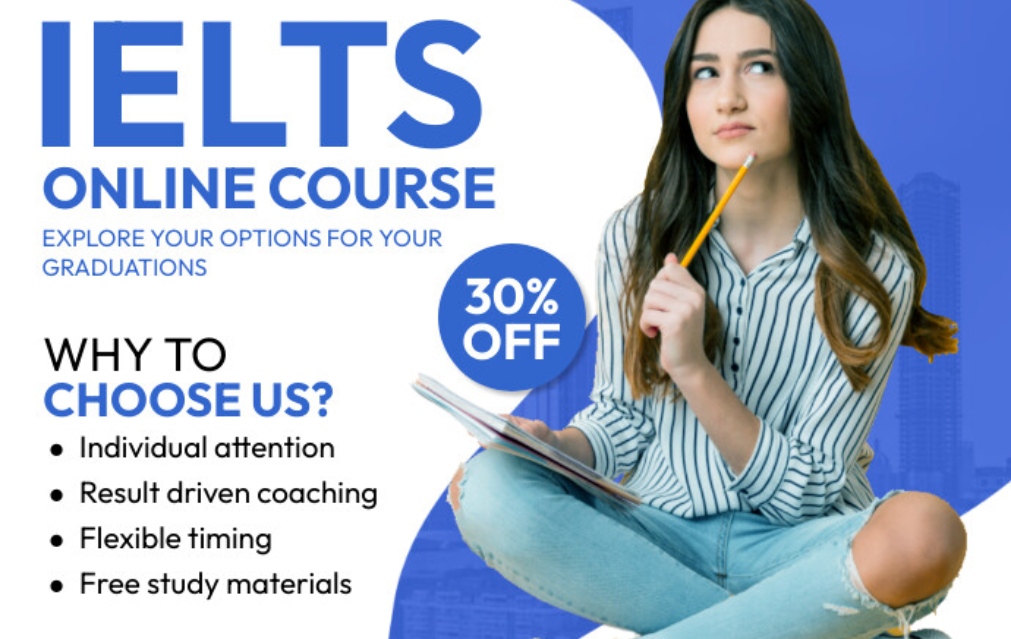 IELTS
ONLINE COURSE
EXPLORE YOUR OPTIONS FOR YOUR
GRADUATIONS
30%
OFF
WHY TO
CHOOSE US?
• Individual attention
• Result driven coaching
• Flexible timing
• Free study materials